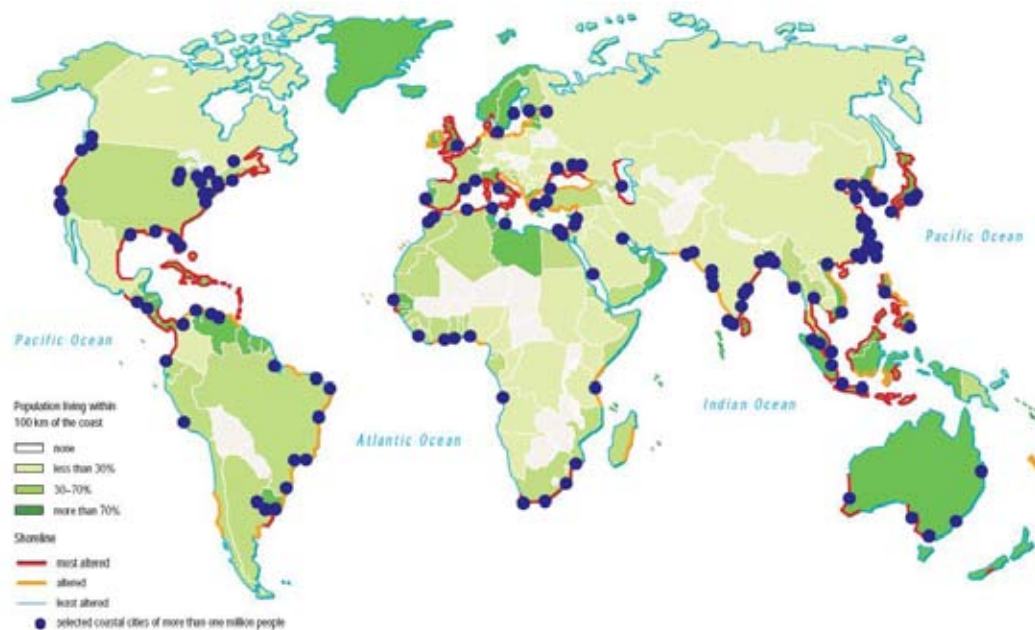 Pacific Ocean
Pacific Ocean
Atlantic Ocean
Indian Ocean
Population living within
100 km of the coast
none
less than 30%
30–70%
more than 70%
Shoreline
most altered
altered
least altered
selected coastal cities of more than one million people